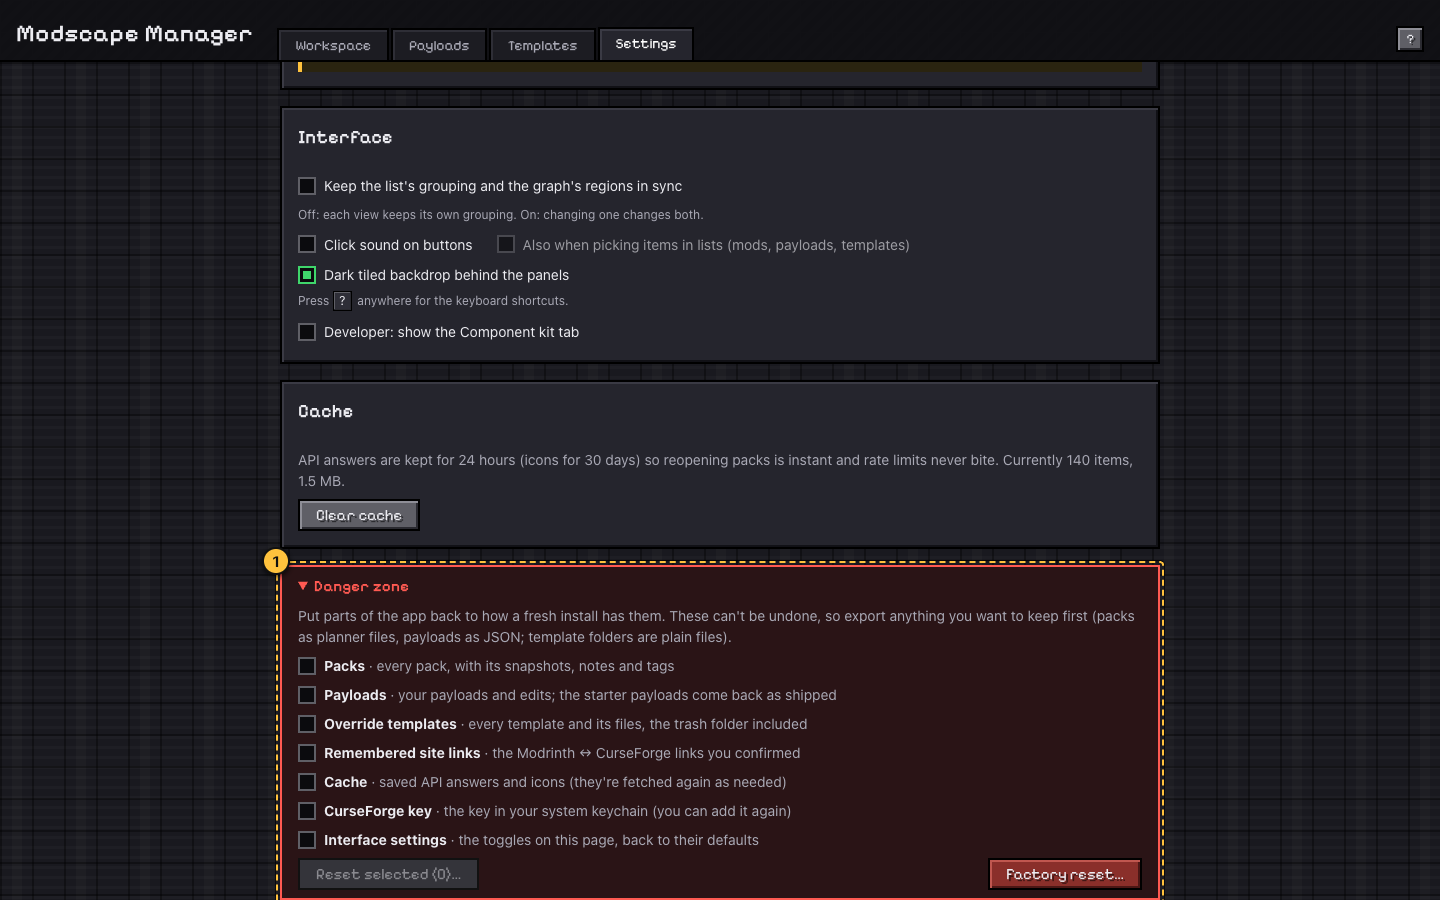 Modscape Manager
Workspace
Payloads
Templates
Settings
?
Interface
Keep the list's grouping and the graph's regions in sync
Off: each view keeps its own grouping. On: changing one changes both.
Click sound on buttons
Also when picking items in lists (mods, payloads, templates)
Dark tiled backdrop behind the panels
Press ? anywhere for the keyboard shortcuts.
Developer: show the Component kit tab
Cache
API answers are kept for 24 hours (icons for 30 days) so reopening packs is instant and rate limits never bite. Currently 140 items,
1.5 MB.
Clear cache
1
▼ Danger zone
Put parts of the app back to how a fresh install has them. These can't be undone, so export anything you want to keep first (packs
as planner files, payloads as JSON; template folders are plain files).
Packs · every pack, with its snapshots, notes and tags
Payloads · your payloads and edits; the starter payloads come back as shipped
Override templates · every template and its files, the trash folder included
Remembered site links · the Modrinth ↔ CurseForge links you confirmed
Cache · saved API answers and icons (they're fetched again as needed)
CurseForge key · the key in your system keychain (you can add it again)
Interface settings · the toggles on this page, back to their defaults
Reset selected (0)…
Factory reset…